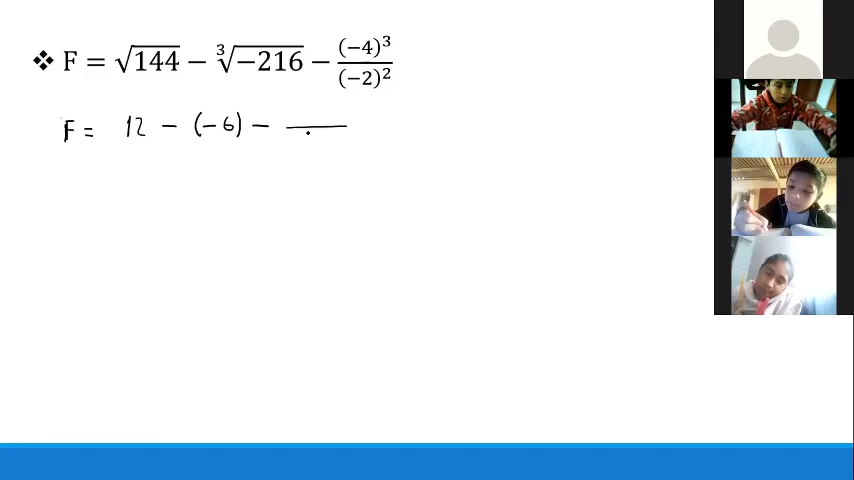 ❖ F = √144 − ∛−216 − (−4)³/(−2)²
F = 12 − (−6) −